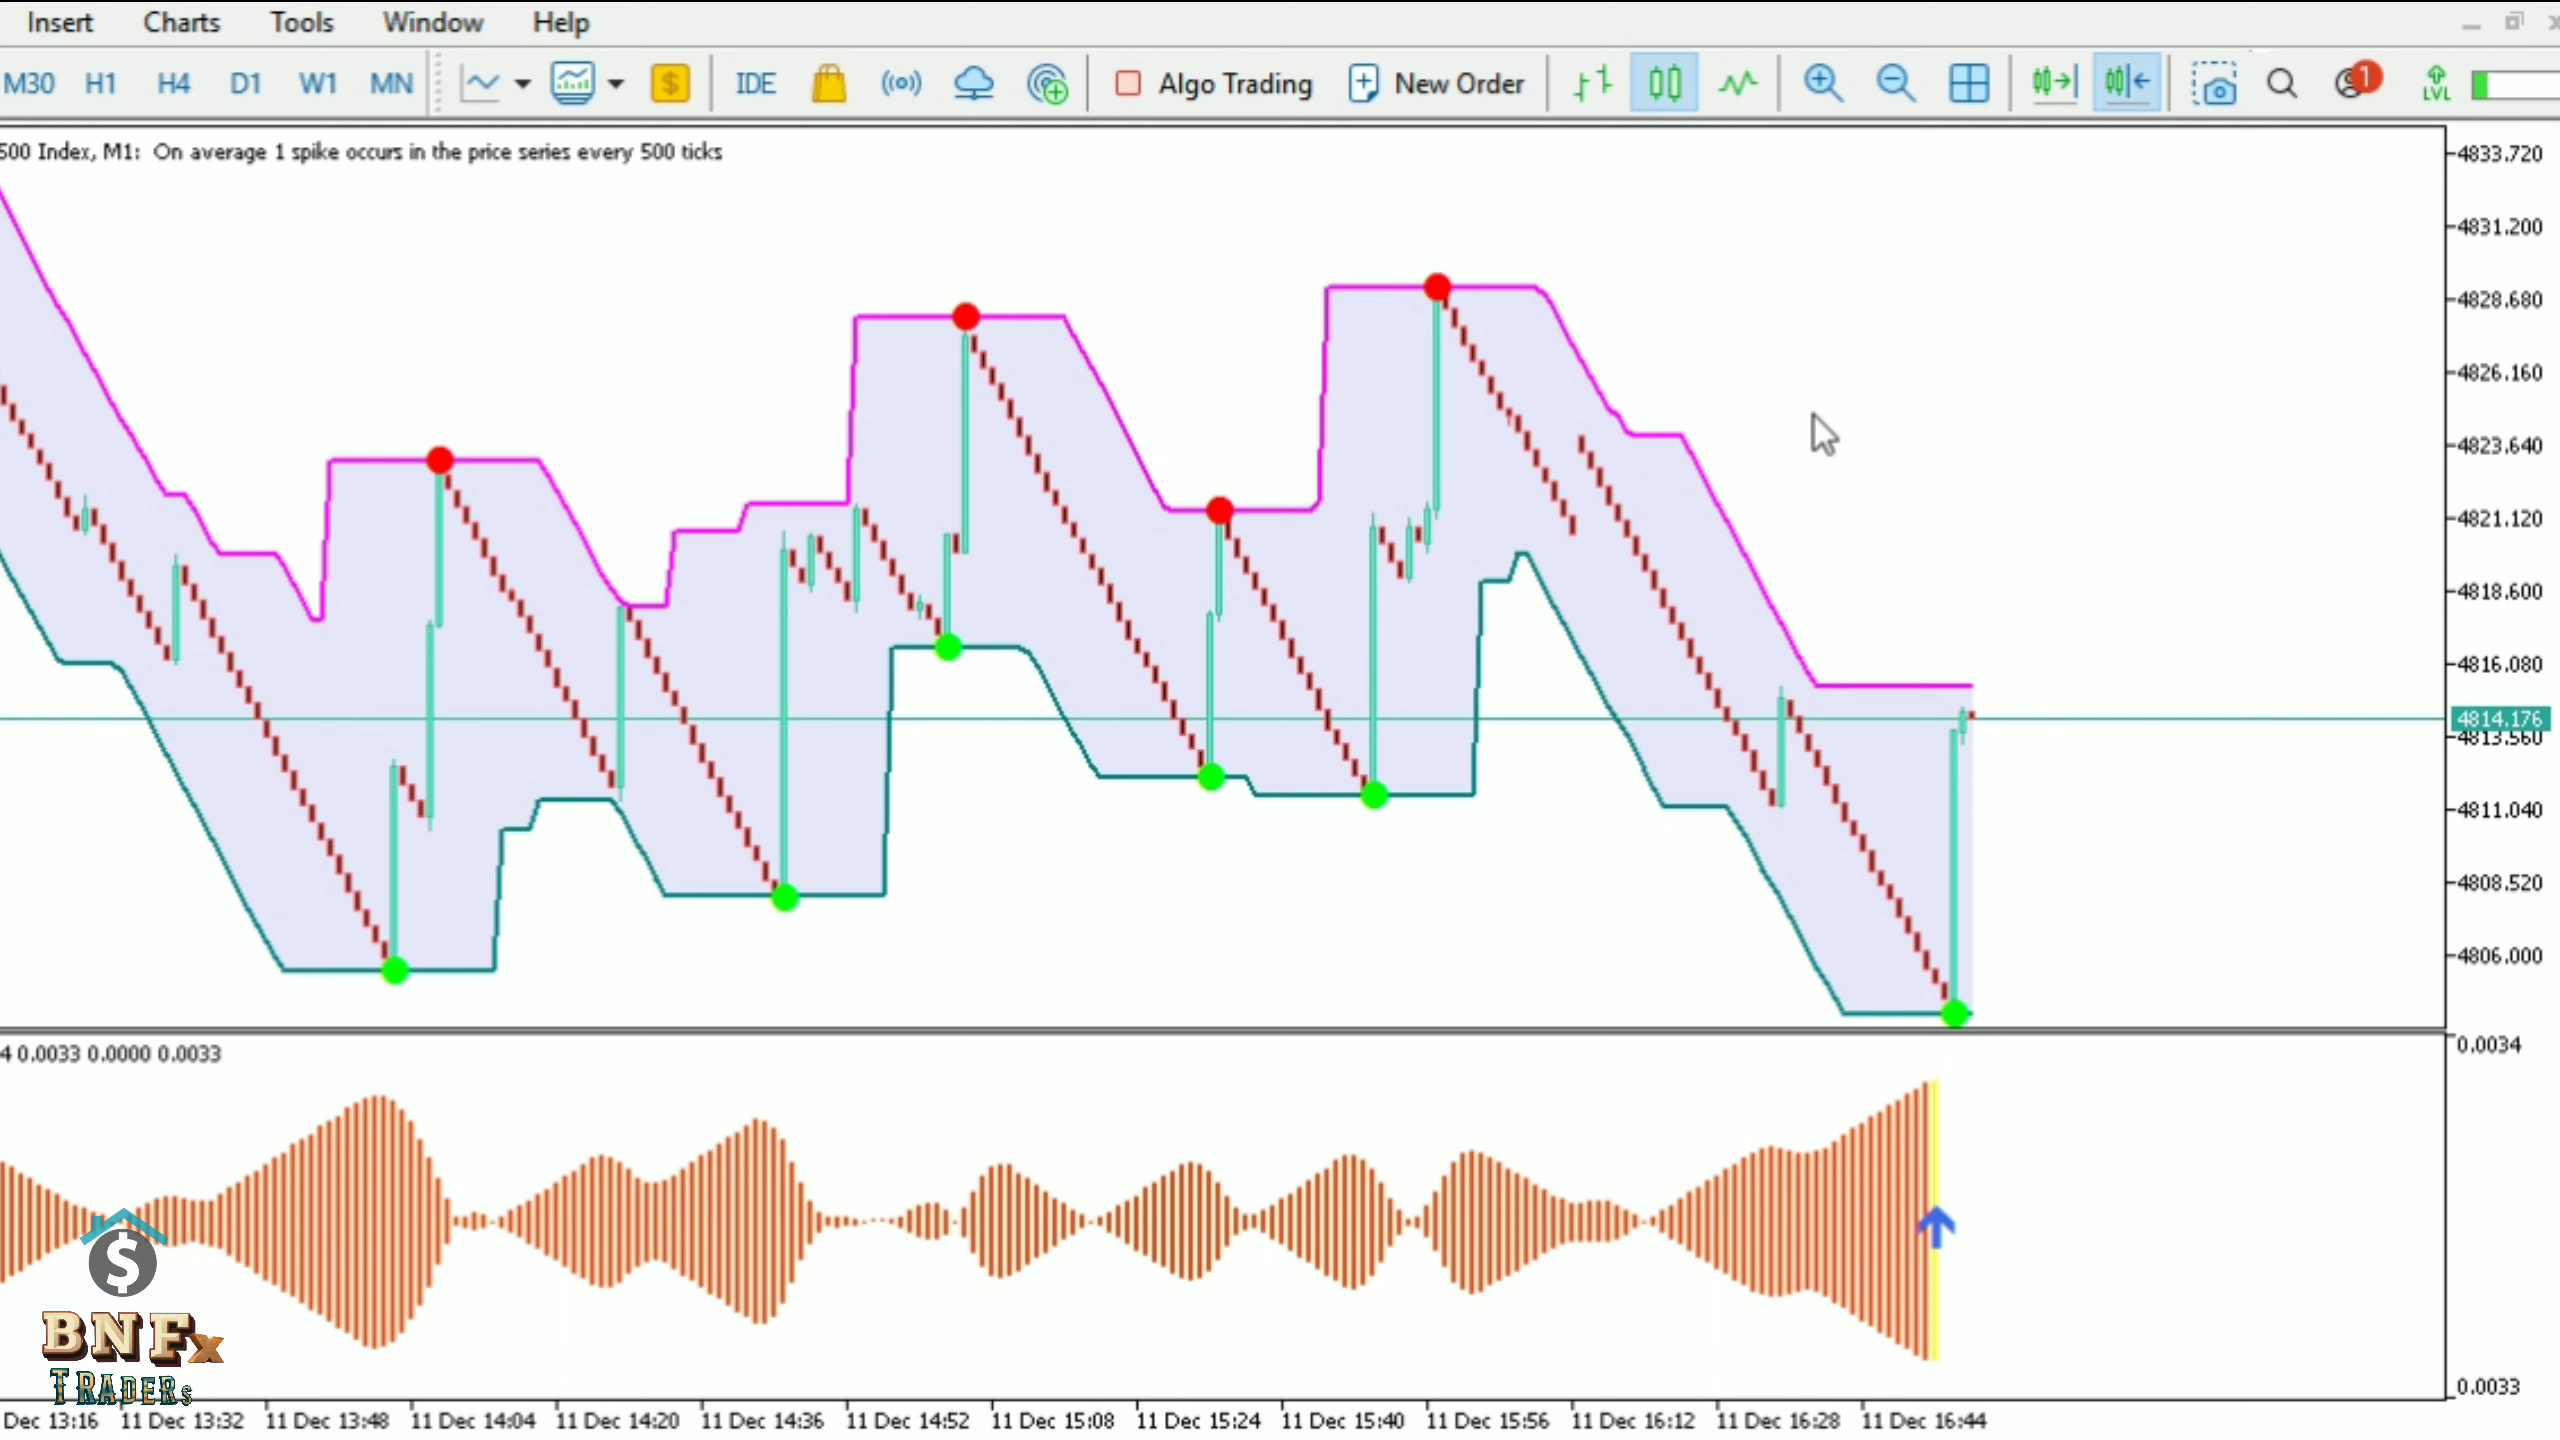 Insert Charts Tools Window Help
M30 H1 H4 D1 W1 MN $ IDE Algo Trading New Order 1 LVL
500 Index, M1: On average 1 spike occurs in the price series every 500 ticks
4833.720
4831.200
4828.680
4826.160
4823.640
4821.120
4818.600
4816.080
4814.176
4813.560
4811.040
4808.520
4806.000
4 0.0033 0.0000 0.0033
0.0034
0.0033
$
BNFx
TRADERs
Dec 13:16 11 Dec 13:32 11 Dec 13:48 11 Dec 14:04 11 Dec 14:20 11 Dec 14:36 11 Dec 14:52 11 Dec 15:08 11 Dec 15:24 11 Dec 15:40 11 Dec 15:56 11 Dec 16:12 11 Dec 16:28 11 Dec 16:44